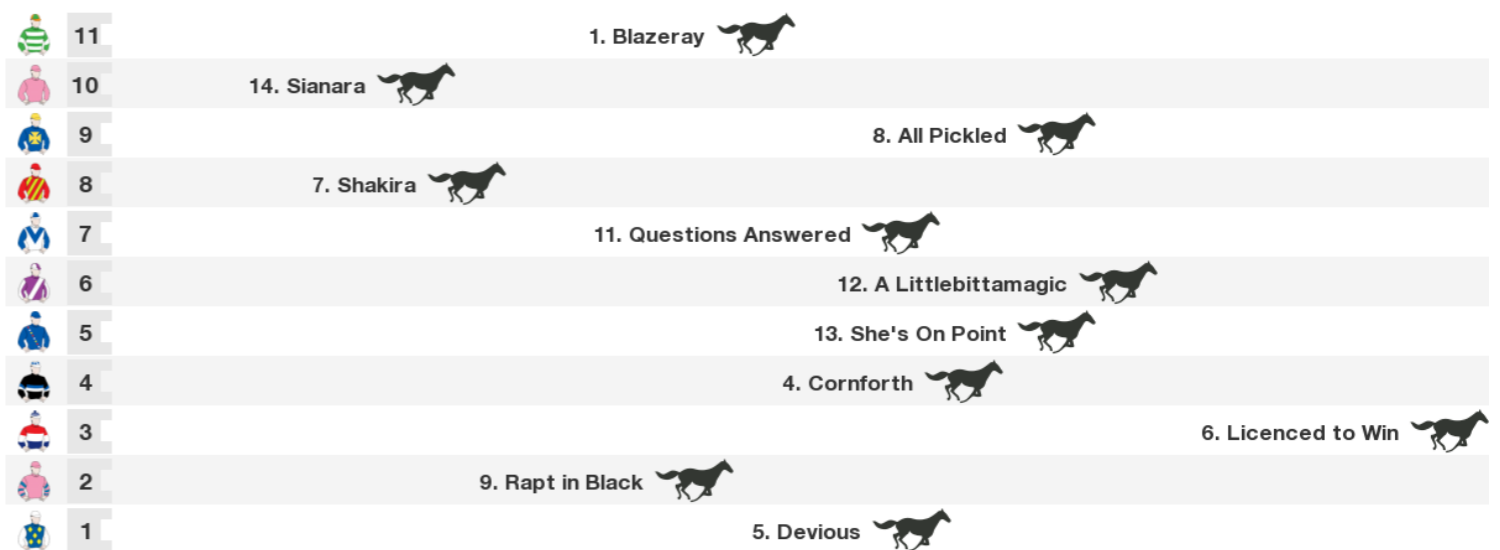 11 1. Blazeray
10 14. Sianara
9 8. All Pickled
8 7. Shakira
7 11. Questions Answered
6 12. A Littlebittamagic
5 13. She's On Point
4 4. Cornforth
3 6. Licenced to Win
2 9. Rapt in Black
1 5. Devious